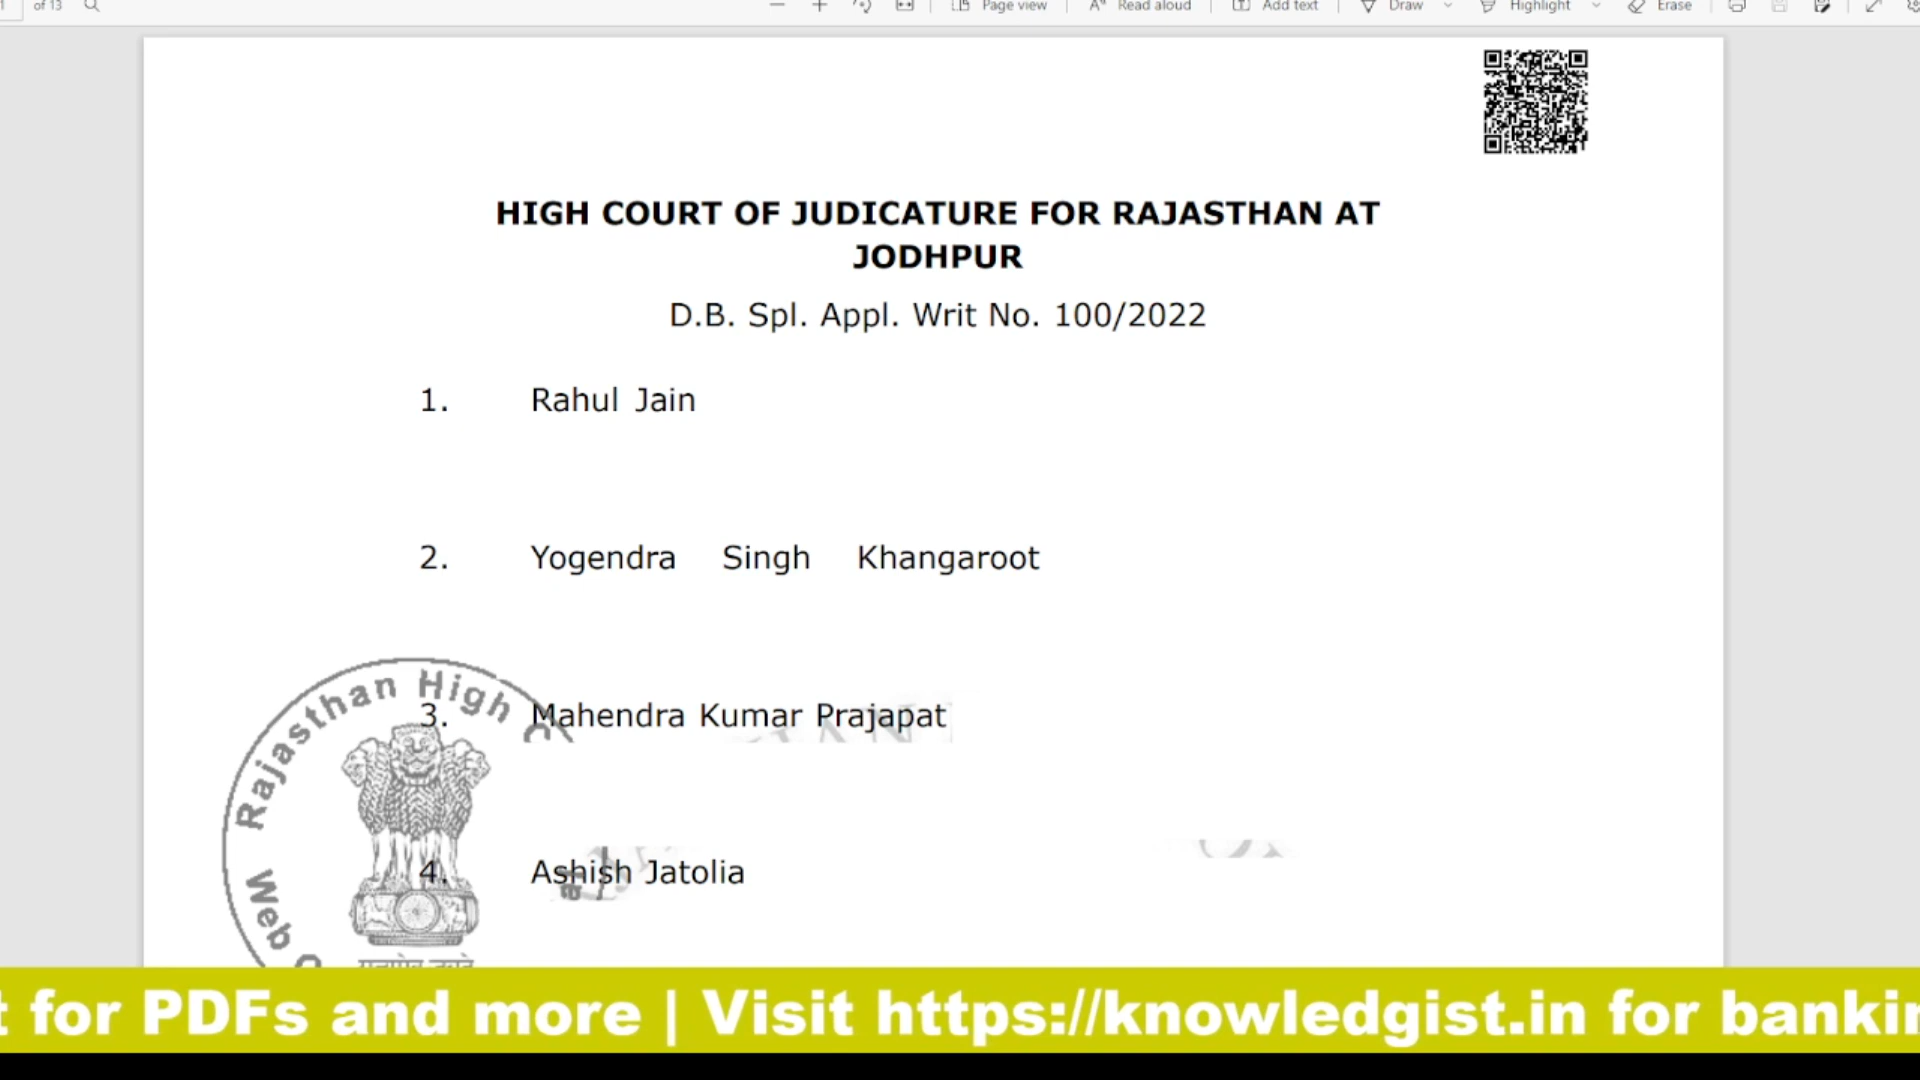 of 13 Page view Read aloud Add text Draw Highlight Erase
HIGH COURT OF JUDICATURE FOR RAJASTHAN AT
JODHPUR
D.B. Spl. Appl. Writ No. 100/2022
1. Rahul Jain
2. Yogendra Singh Khangaroot
Rajasthan High
3. Mahendra Kumar Prajapat
4. Ashish Jatolia
Web
for PDFs and more | Visit https://knowledgist.in for